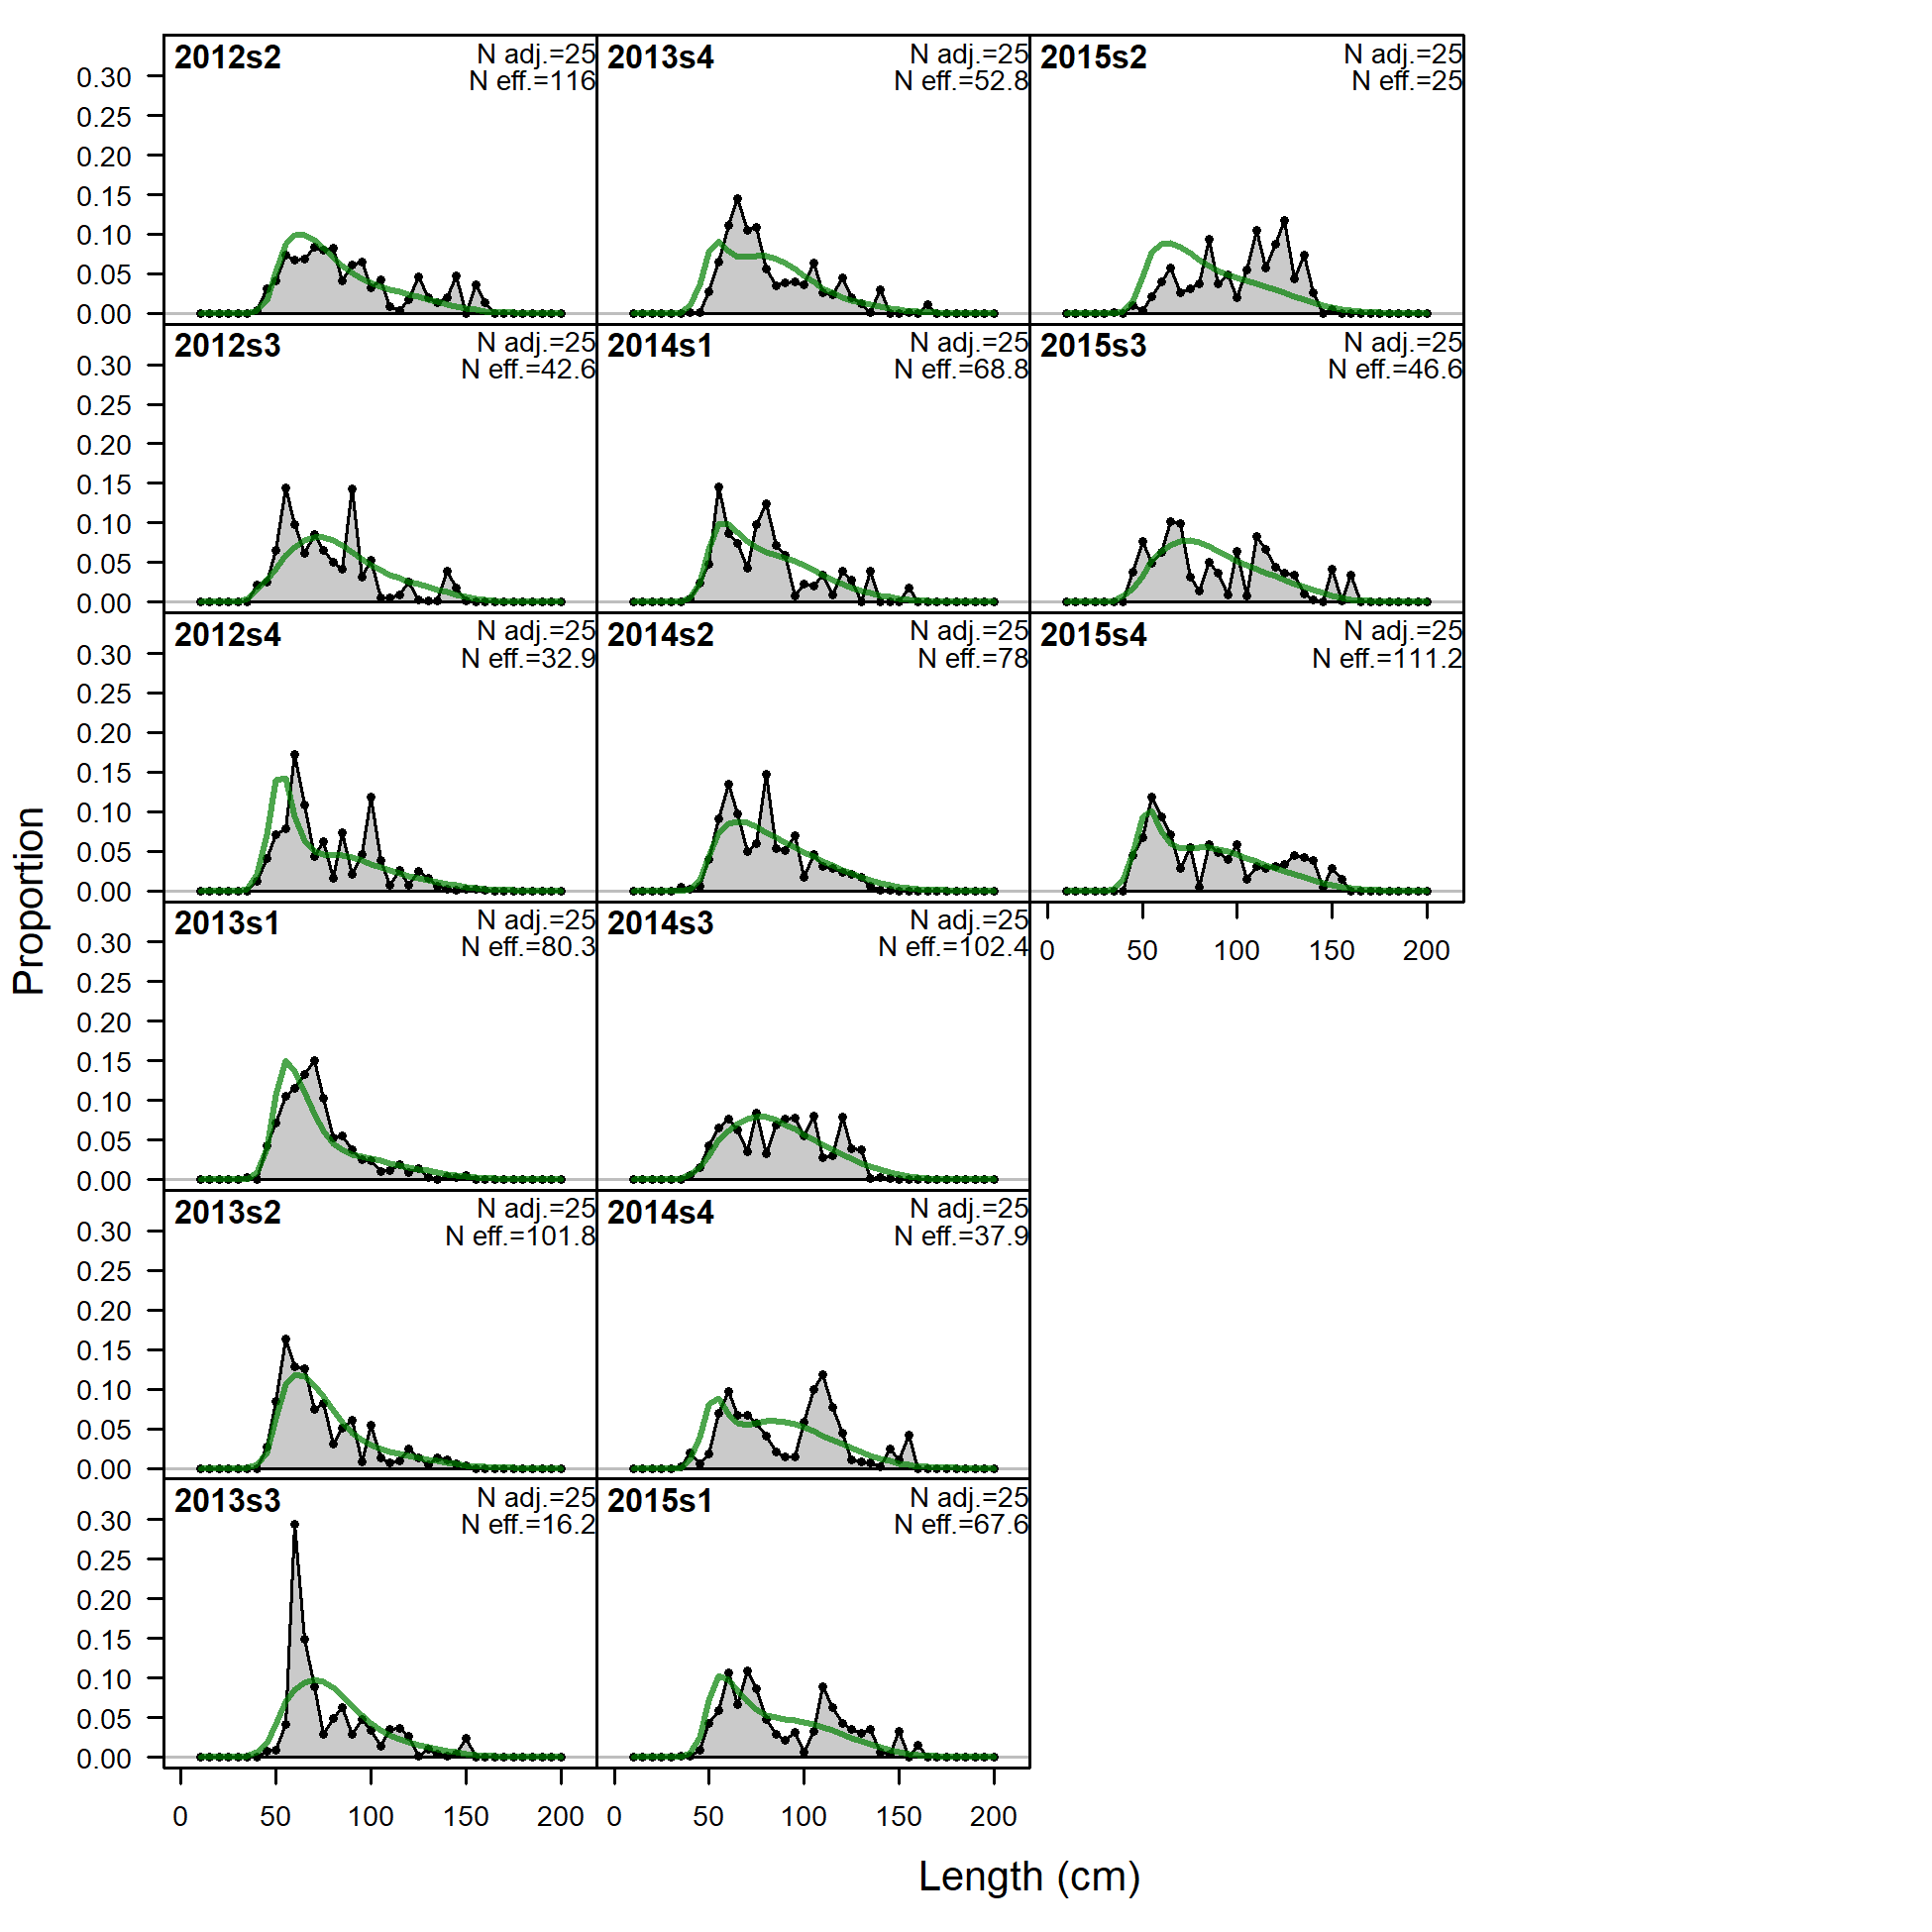 2012s2
N adj.=25
N eff.=116
2013s4
N adj.=25
N eff.=52.8
2015s2
N adj.=25
N eff.=25
0.30
0.25
0.20
0.15
0.10
0.05
0.00
2012s3
N adj.=25
N eff.=42.6
2014s1
N adj.=25
N eff.=68.8
2015s3
N adj.=25
N eff.=46.6
0.30
0.25
0.20
0.15
0.10
0.05
0.00
2012s4
N adj.=25
N eff.=32.9
2014s2
N adj.=25
N eff.=78
2015s4
N adj.=25
N eff.=111.2
0.30
0.25
0.20
0.15
0.10
0.05
0.00
2013s1
N adj.=25
N eff.=80.3
2014s3
N adj.=25
N eff.=102.4
0 50 100 150 200
0.30
0.25
0.20
0.15
0.10
0.05
0.00
2013s2
N adj.=25
N eff.=101.8
2014s4
N adj.=25
N eff.=37.9
0.30
0.25
0.20
0.15
0.10
0.05
0.00
2013s3
N adj.=25
N eff.=16.2
2015s1
N adj.=25
N eff.=67.6
0.30
0.25
0.20
0.15
0.10
0.05
0.00
0 50 100 150 200
0 50 100 150 200
Proportion
Length (cm)